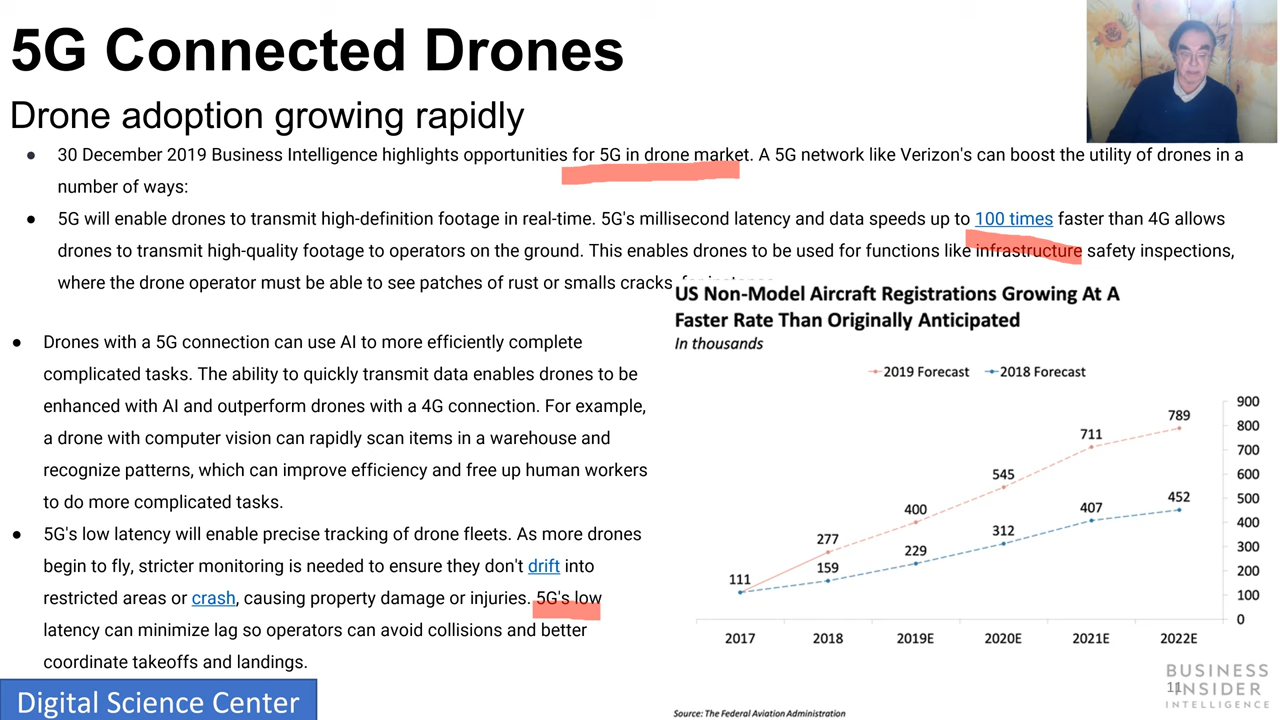 5G Connected Drones
Drone adoption growing rapidly
● 30 December 2019 Business Intelligence highlights opportunities for 5G in drone market. A 5G network like Verizon's can boost the utility of drones in a
number of ways:
● 5G will enable drones to transmit high-definition footage in real-time. 5G's millisecond latency and data speeds up to 100 times faster than 4G allows
drones to transmit high-quality footage to operators on the ground. This enables drones to be used for functions like infrastructure safety inspections,
where the drone operator must be able to see patches of rust or smalls cracks,
● Drones with a 5G connection can use AI to more efficiently complete
complicated tasks. The ability to quickly transmit data enables drones to be
enhanced with AI and outperform drones with a 4G connection. For example,
a drone with computer vision can rapidly scan items in a warehouse and
recognize patterns, which can improve efficiency and free up human workers
to do more complicated tasks.
● 5G's low latency will enable precise tracking of drone fleets. As more drones
begin to fly, stricter monitoring is needed to ensure they don't drift into
restricted areas or crash, causing property damage or injuries. 5G's low
latency can minimize lag so operators can avoid collisions and better
coordinate takeoffs and landings.
US Non-Model Aircraft Registrations Growing At A
Faster Rate Than Originally Anticipated
In thousands
2019 Forecast 2018 Forecast
900
789 800
711 700
545 600
452 500
400 407 400
277 312 300
229 200
111 159 100
0
2017 2018 2019E 2020E 2021E 2022E
BUSINESS
INSIDER
INTELLIGENCE
11
Source: The Federal Aviation Administration
Digital Science Center